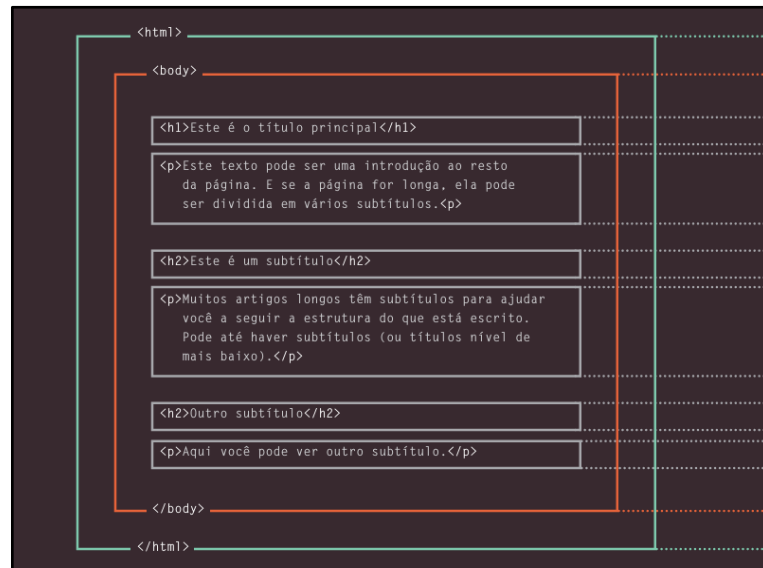 <html>
<body>
<h1>Este é o título principal</h1>
<p>Este texto pode ser uma introdução ao resto
da página. E se a página for longa, ela pode
ser dividida em vários subtítulos.<p>
<h2>Este é um subtítulo</h2>
<p>Muitos artigos longos têm subtítulos para ajudar
você a seguir a estrutura do que está escrito.
Pode até haver subtítulos (ou títulos nível de
mais baixo).</p>
<h2>Outro subtítulo</h2>
<p>Aqui você pode ver outro subtítulo.</p>
</body>
</html>